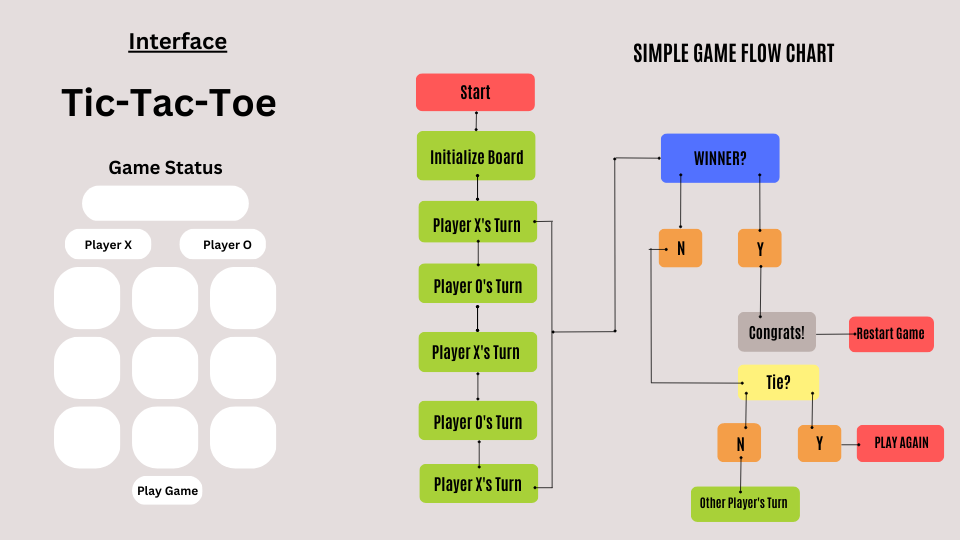 Interface
Tic-Tac-Toe
Game Status
Player X
Player O
Play Game
SIMPLE GAME FLOW CHART
Start
Initialize Board
Player X's Turn
Player O's Turn
Player X's Turn
Player O's Turn
Player X's Turn
WINNER?
N
Y
Congrats!
Restart Game
Tie?
N
Y
PLAY AGAIN
Other Player's Turn